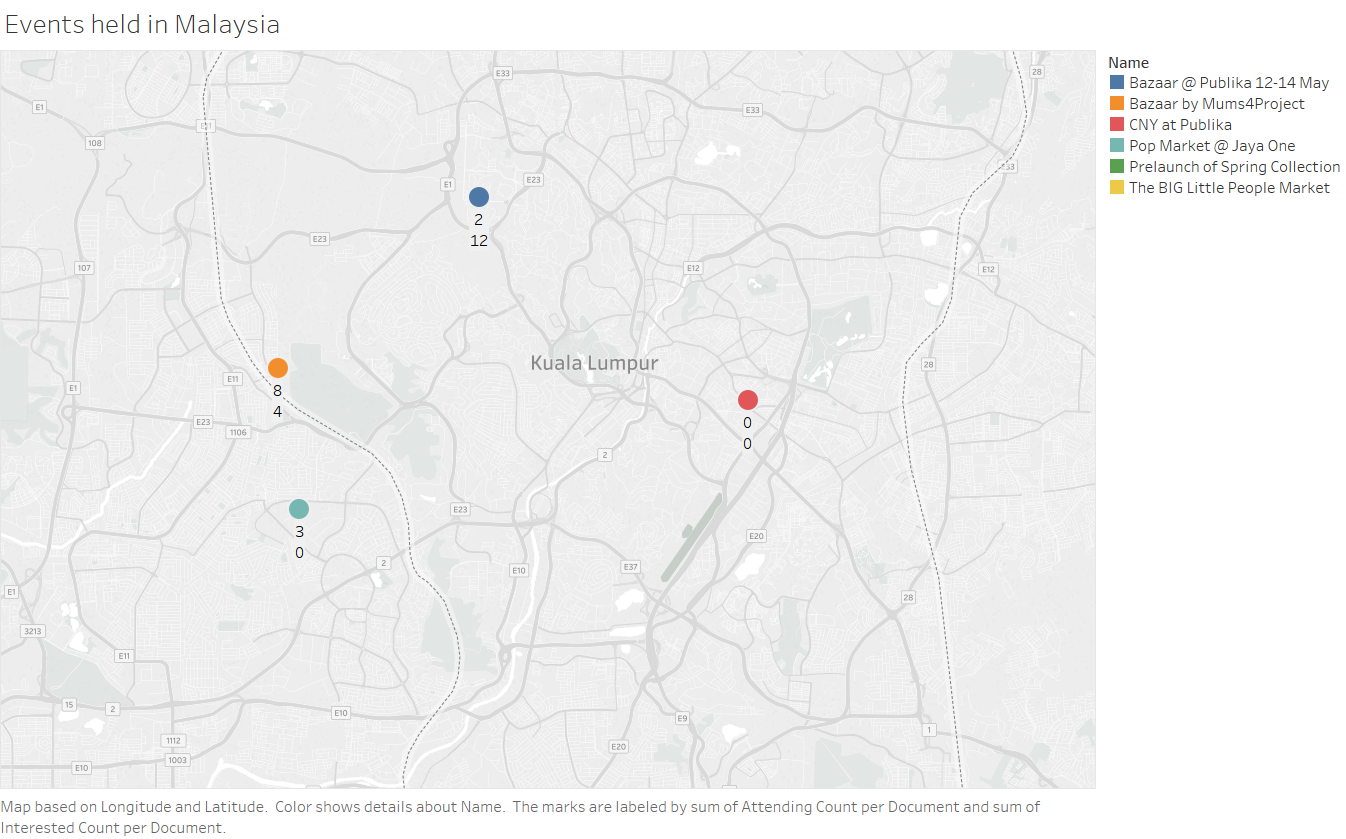 Events held in Malaysia
Name
Bazaar @ Publika 12-14 May
Bazaar by Mums4Project
CNY at Publika
Pop Market @ Jaya One
Prelaunch of Spring Collection
The BIG Little People Market
E33
28
E1
E33
108
E33
E1
E23
2
12
E23
107
E12
E12
Kuala Lumpur
28
E11
E1
8
4
0
0
E23
1106
2
E23
3
0
E20
2
E10
E37
E1
28
3213
E11
15
2
E10
E9
1
1112
E20
1003
E10
Map based on Longitude and Latitude. Color shows details about Name. The marks are labeled by sum of Attending Count per Document and sum of
Interested Count per Document.